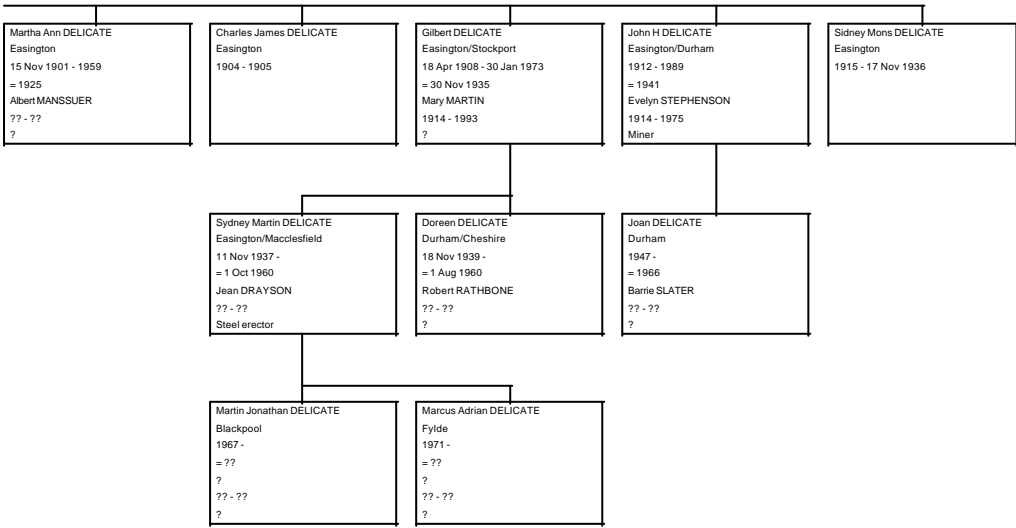 Martha Ann DELICATE
Easington
15 Nov 1901 - 1959
= 1925
Albert MANSSUER
?? - ??
?
Charles James DELICATE
Easington
1904 - 1905
Gilbert DELICATE
Easington/Stockport
18 Apr 1908 - 30 Jan 1973
= 30 Nov 1935
Mary MARTIN
1914 - 1993
?
John H DELICATE
Easington/Durham
1912 - 1989
= 1941
Evelyn STEPHENSON
1914 - 1975
Miner
Sidney Mons DELICATE
Easington
1915 - 17 Nov 1936
Sydney Martin DELICATE
Easington/Macclesfield
11 Nov 1937 -
= 1 Oct 1960
Jean DRAYSON
?? - ??
Steel erector
Doreen DELICATE
Durham/Cheshire
18 Nov 1939 -
= 1 Aug 1960
Robert RATHBONE
?? - ??
?
Joan DELICATE
Durham
1947 -
= 1966
Barrie SLATER
?? - ??
?
Martin Jonathan DELICATE
Blackpool
1967 -
= ??
?
?? - ??
?
Marcus Adrian DELICATE
Fylde
1971 -
= ??
?
?? - ??
?